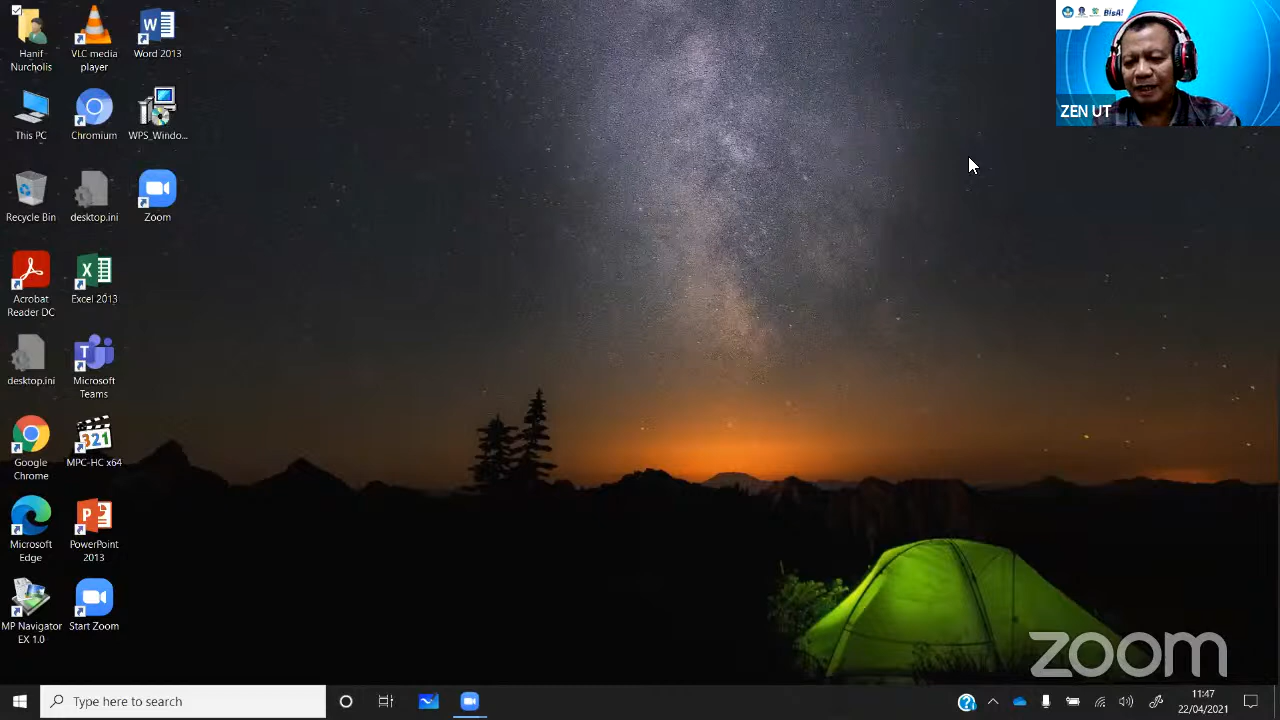 Hanif
Nurcholis
VLC media
player
Word 2013
This PC
Chromium
WPS_Windo...
Recycle Bin
desktop.ini
Zoom
Acrobat
Reader DC
Excel 2013
desktop.ini
Microsoft
Teams
Google
Chrome
MPC-HC x64
Microsoft
Edge
PowerPoint
2013
MP Navigator
EX 1.0
Start Zoom
BisA!
ZEN UT
zoom
Type here to search
11:47
22/04/2021